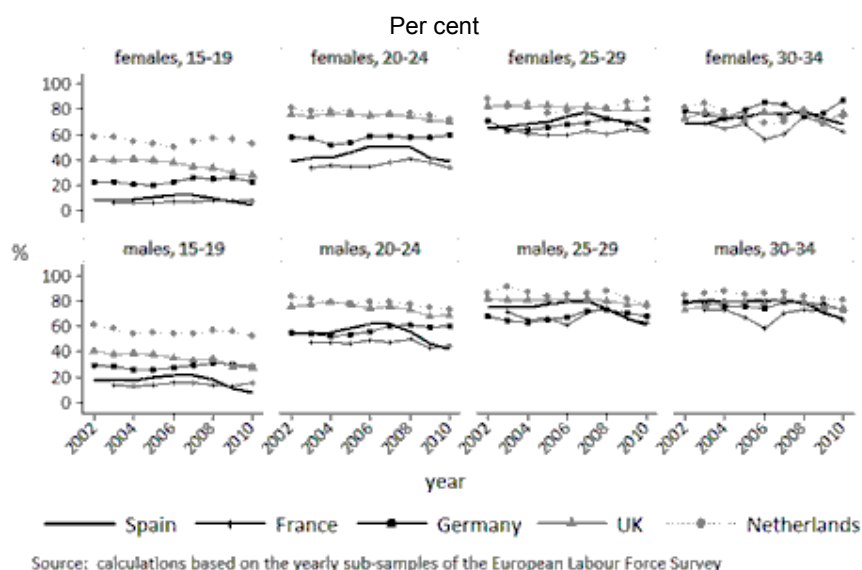 Per cent
females, 15-19 females, 20-24 females, 25-29 females, 30-34
100
80
60
40
20
0
%
males, 15-19 males, 20-24 males, 25-29 males, 30-34
100
80
60
40
20
0
2002 2004 2006 2008 2010 2002 2004 2006 2008 2010 2002 2004 2006 2008 2010 2002 2004 2006 2008 2010
year
Spain France Germany UK Netherlands
Source: calculations based on the yearly sub-samples of the European Labour Force Survey